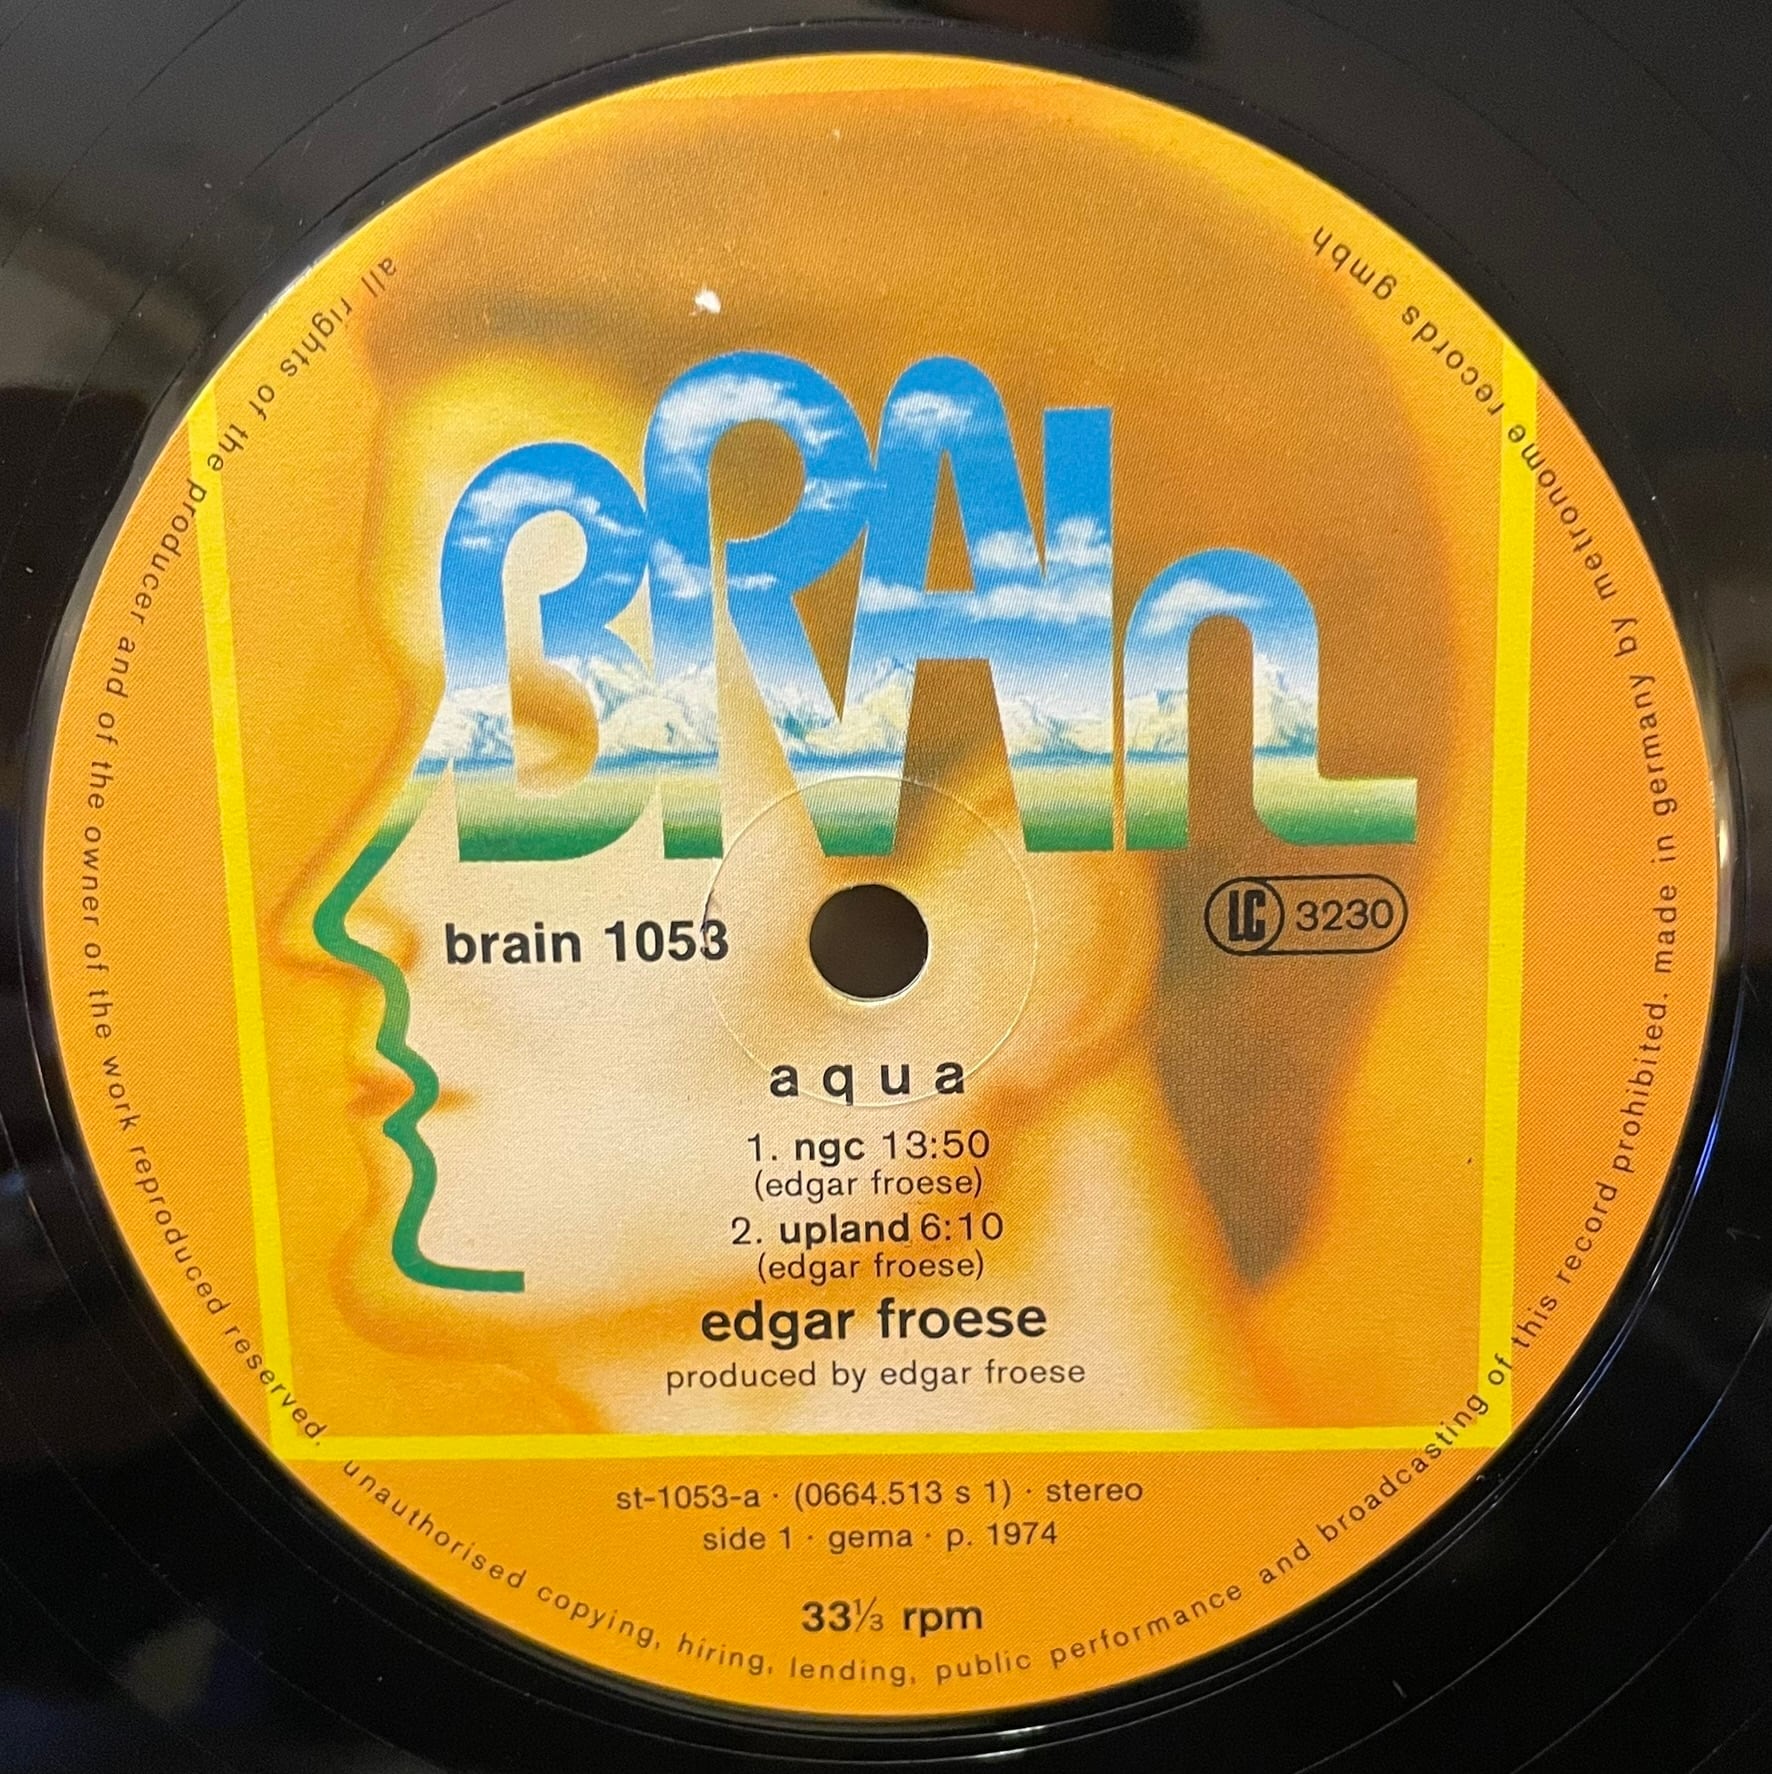 BRAIn
brain 1053
LC 3230
aqua
1. ngc 13:50
(edgar froese)
2. upland 6:10
(edgar froese)
edgar froese
produced by edgar froese
st-1053-a · (0664.513 s 1) · stereo
side 1 · gema · p. 1974
33⅓ rpm
all rights of the producer and of the owner of the work reproduced reserved. unauthorised copying, hiring, lending, public performance and broadcasting of this record prohibited. made in germany by metronome records gmbh